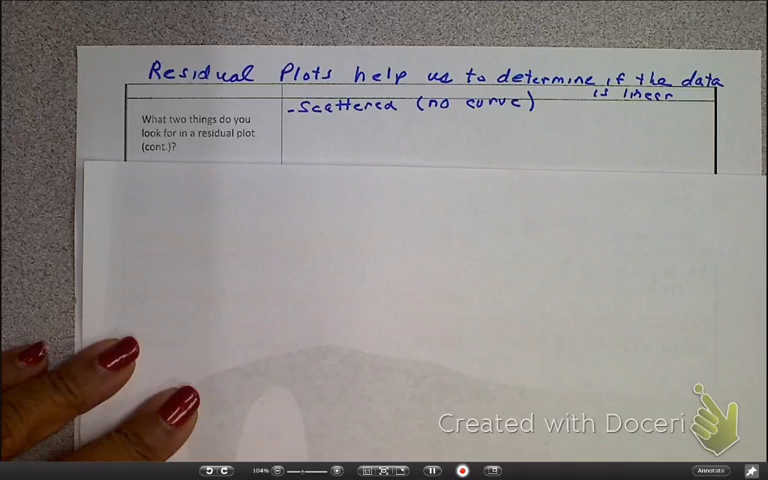 Residual Plots help us to determine if the data
is linear
- Scattered (no curve)
What two things do you
look for in a residual plot
(cont.)?
Created with Doceri
104%
Annotate